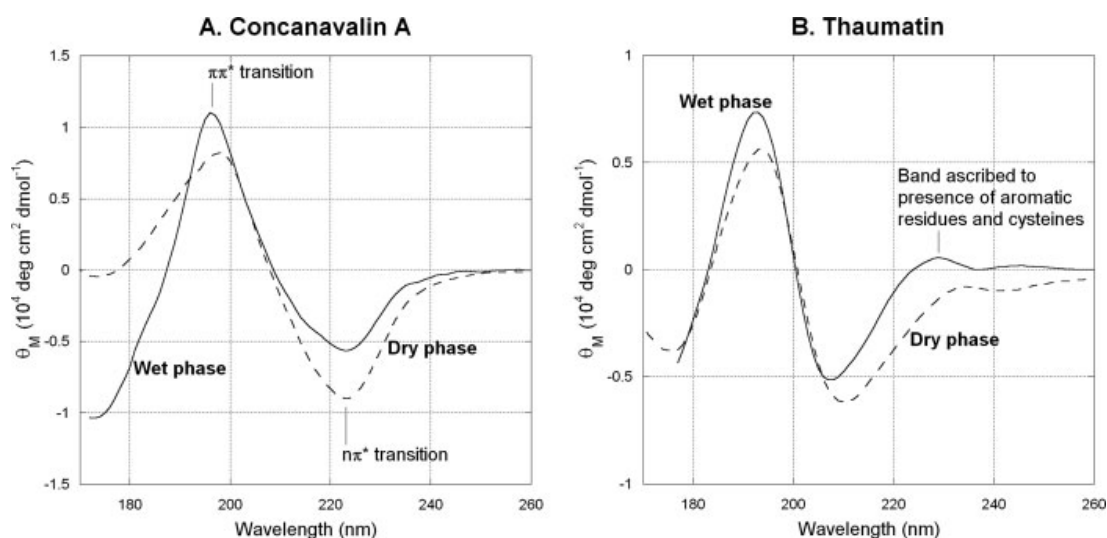 A. Concanavalin A
1.5
1
0.5
0
-0.5
-1
-1.5
θM (10⁴ deg cm² dmol⁻¹)
ππ* transition
Wet phase
Dry phase
nπ* transition
180 200 220 240 260
Wavelength (nm)
B. Thaumatin
1
0.5
0
-0.5
-1
θM (10⁴ deg cm² dmol⁻¹)
Wet phase
Band ascribed to
presence of aromatic
residues and cysteines
Dry phase
180 200 220 240 260
Wavelength (nm)